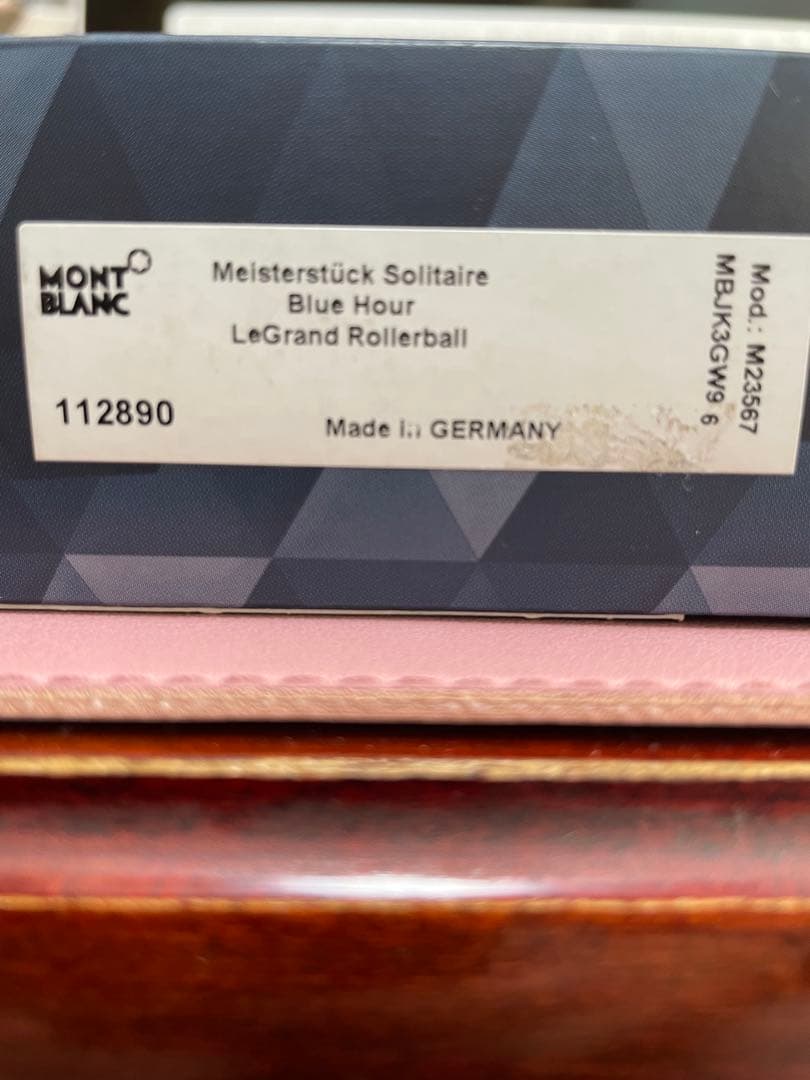 MONT
BLANC
Meisterstück Solitaire
Blue Hour
LeGrand Rollerball
112890
Made in GERMANY
Mod.: M23567
MBJK3GW9 6